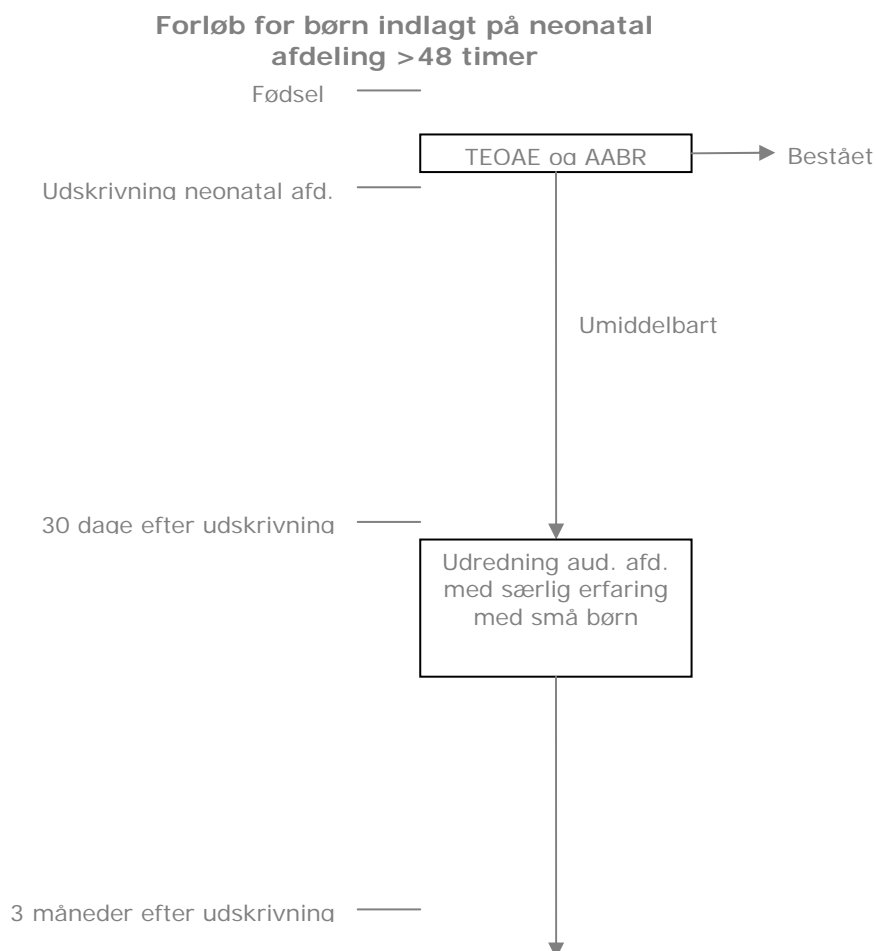 Forløb for børn indlagt på neonatal
afdeling >48 timer
Fødsel
TEOAE og AABR
Bestået
Udskrivning neonatal afd.
Umiddelbart
30 dage efter udskrivning
Udredning aud. afd.
med særlig erfaring
med små børn
3 måneder efter udskrivning